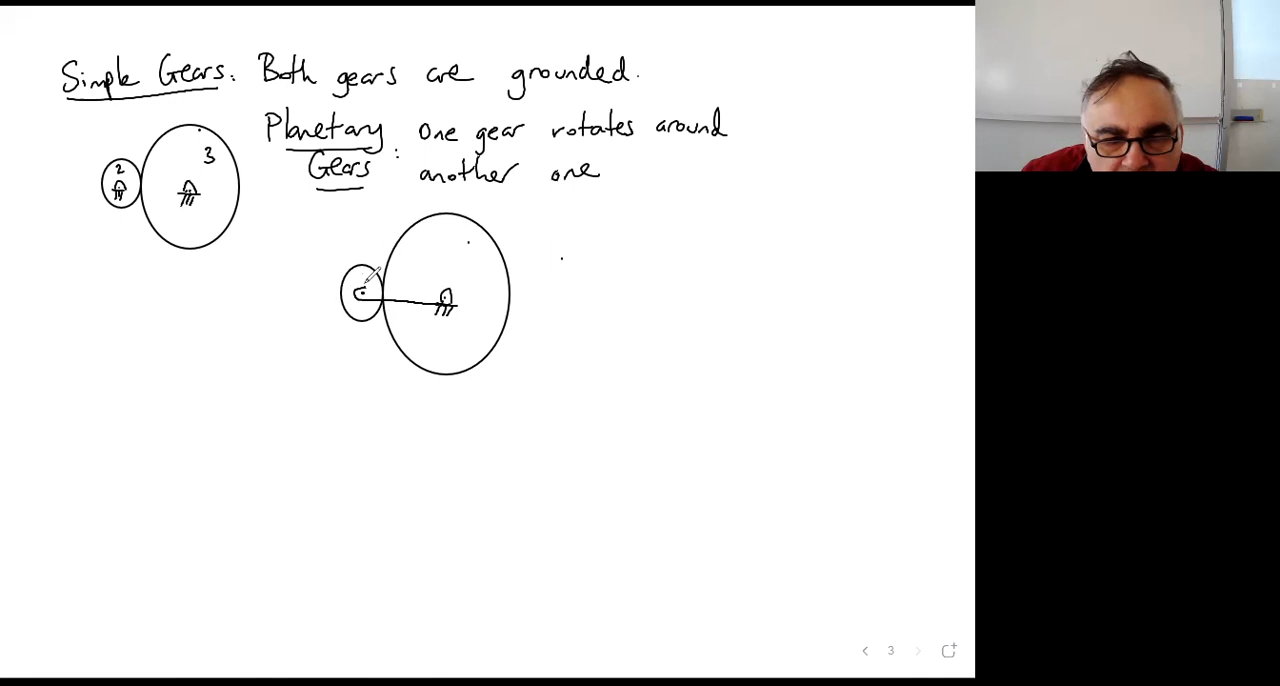 Simple Gears: Both gears are grounded.
Planetary Gears: One gear rotates around
another one
2
3
3